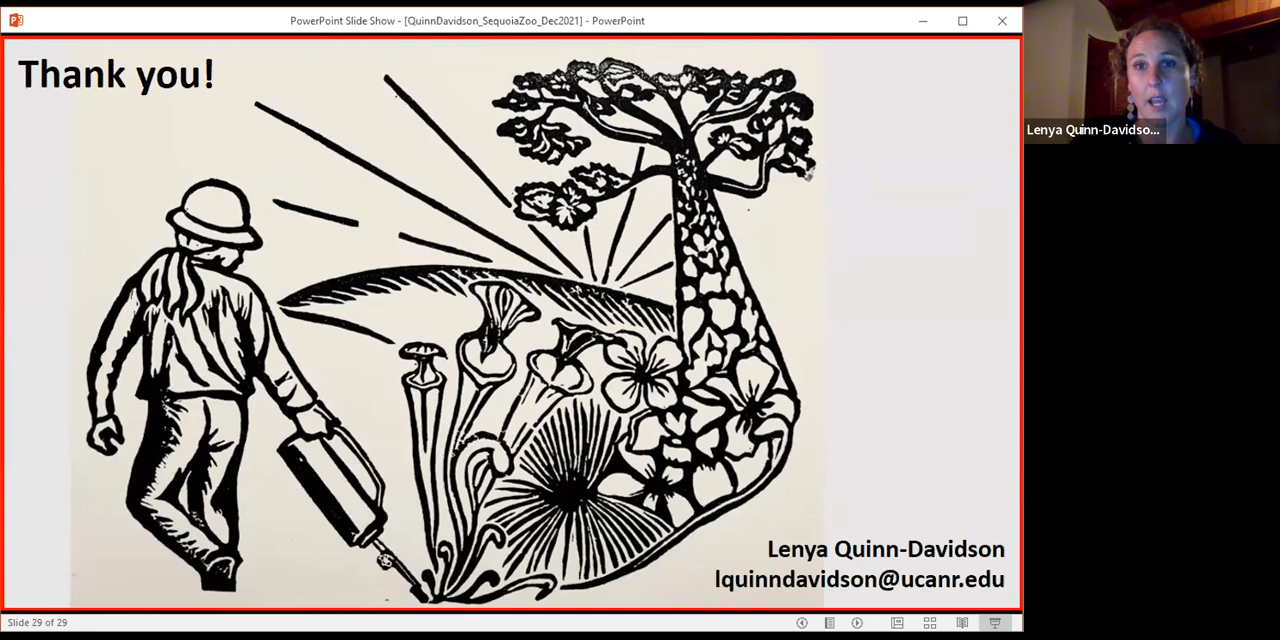 PowerPoint Slide Show - [QuinnDavidson_SequoiaZoo_Dec2021] - PowerPoint
Thank you!
Lenya Quinn-Davidso...
Lenya Quinn-Davidson
lquinndavidson@ucanr.edu
Slide 29 of 29